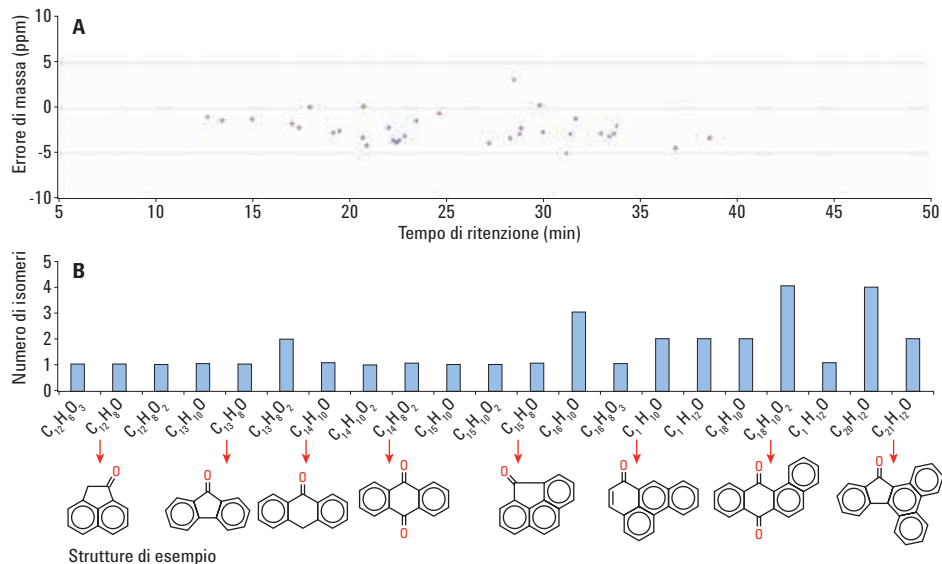 A
10
5
0
-5
-10
Errore di massa (ppm)
5 10 15 20 25 30 35 40 45 50
Tempo di ritenzione (min)
B
5
4
3
2
1
0
Numero di isomeri
C₁₂H₆O₃ C₁₂H₈O C₁₂H₈O₂ C₁₃H₁₀O C₁₃H₈O C₁₃H₈O₂ C₁₄H₁₀O C₁₄H₁₀O₂ C₁₄H₈O₂ C₁₅H₁₀O C₁₅H₁₀O₂ C₁₅H₈O C₁₆H₁₀O C₁₆H₈O₃ C₁H₁₀O C₁H₁₂O C₁₈H₁₀O C₁₈H₁₀O₂ C₁H₁₂O C₂₀H₁₂O C₂₁H₁₂O
O O O O O O O O O O
Strutture di esempio